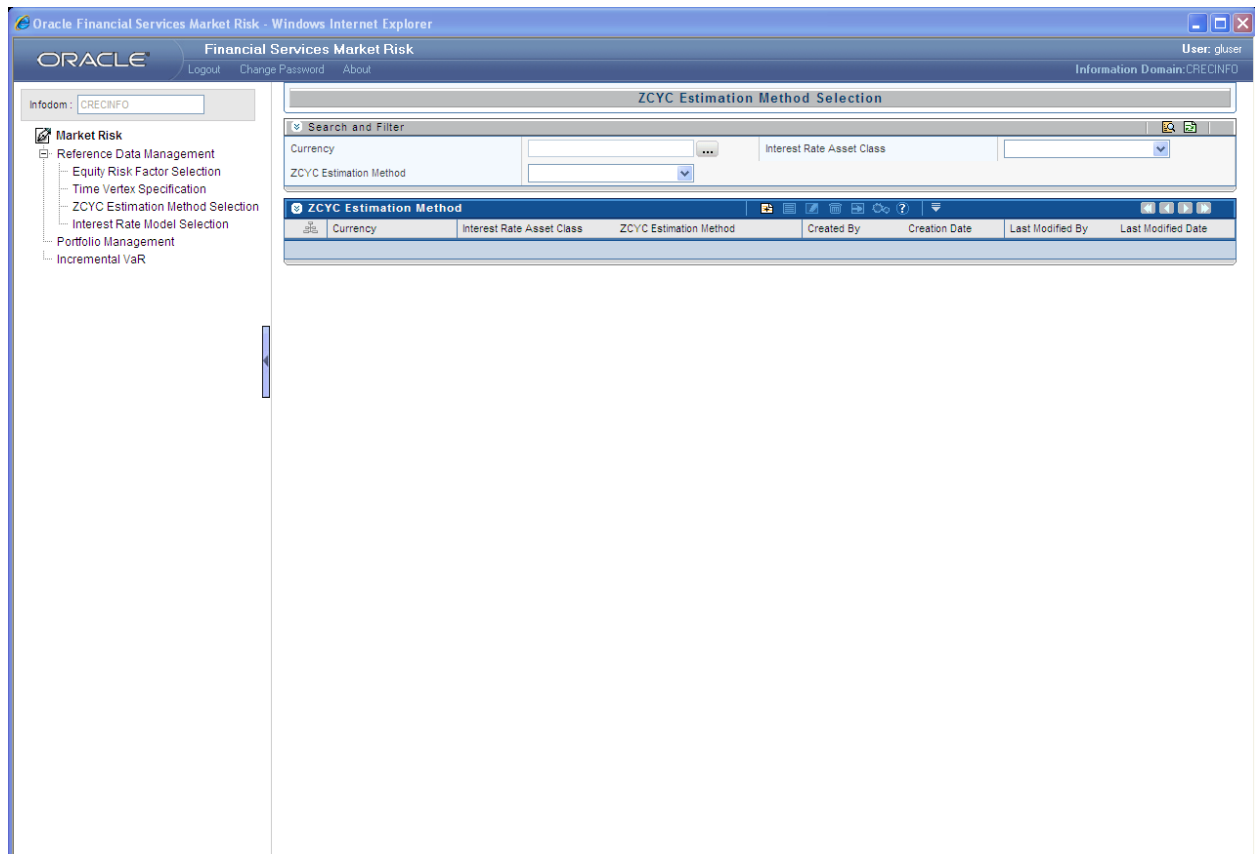 Oracle Financial Services Market Risk - Windows Internet Explorer
ORACLE
Financial Services Market Risk
User: gluser
Logout Change Password About
Information Domain:CRECINFO
Infodom : CRECINFO
Market Risk
Reference Data Management
Equity Risk Factor Selection
Time Vertex Specification
ZCYC Estimation Method Selection
Interest Rate Model Selection
Portfolio Management
Incremental VaR
ZCYC Estimation Method Selection
Search and Filter
Currency ... Interest Rate Asset Class
ZCYC Estimation Method
ZCYC Estimation Method
Currency Interest Rate Asset Class ZCYC Estimation Method Created By Creation Date Last Modified By Last Modified Date